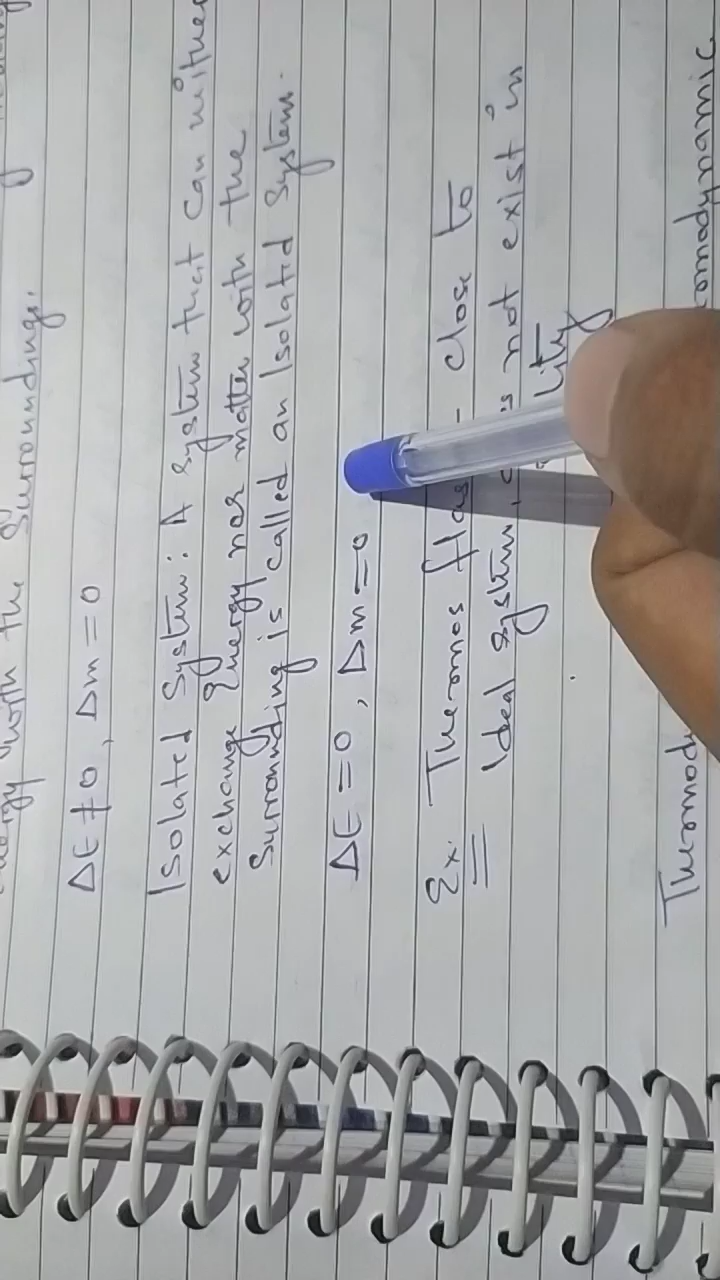 energy with the Surroundings.
ΔE ≠ 0, Δm = 0
Isolated System: A system that can neither
exchange Energy nor matter with the
Surrounding is called an Isolated System.
ΔE = 0, Δm = 0
Ex. Thermos close to
Ideal System, not exist in